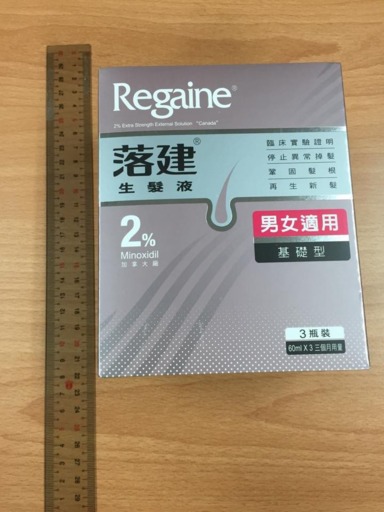 Regaine®
2% Extra Strength External Solution "Canada"
落建®
生髮液
臨床實驗證明
停止異常掉髮
鞏固髮根
再生新髮
2%
Minoxidil
加拿大廠
男女適用
基礎型
3瓶裝
60ml X 3 三個月用量